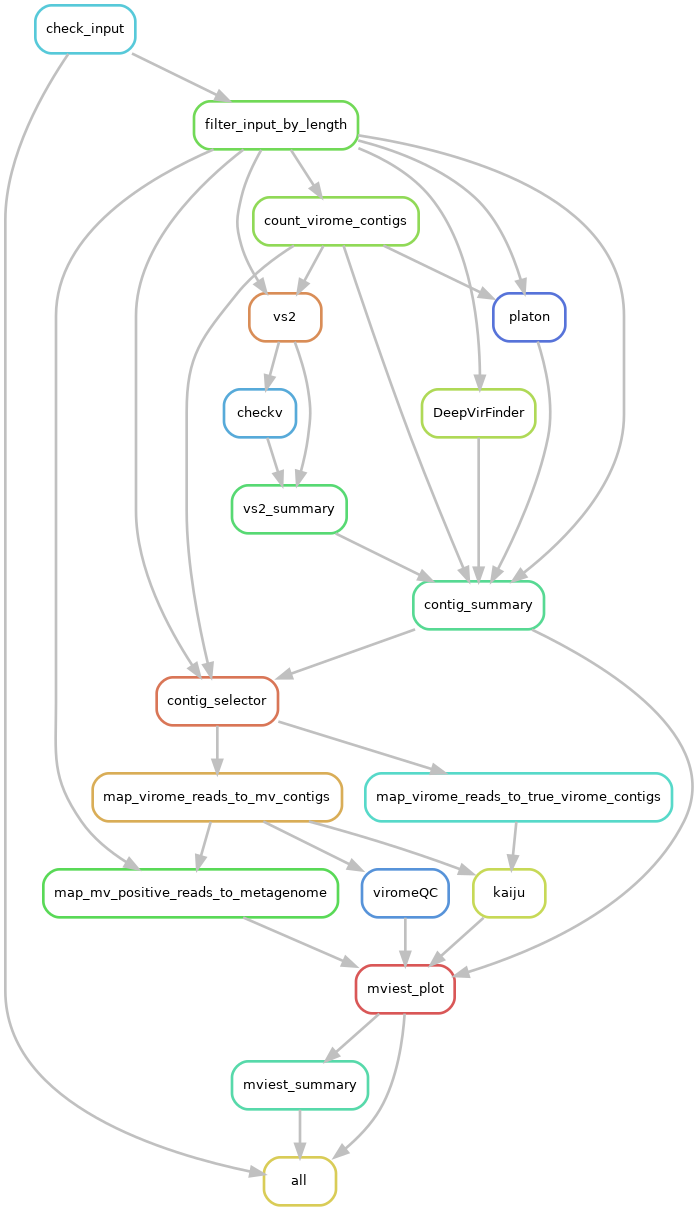 check_input
filter_input_by_length
count_virome_contigs
vs2
platon
checkv
DeepVirFinder
vs2_summary
contig_summary
contig_selector
map_virome_reads_to_mv_contigs
map_virome_reads_to_true_virome_contigs
map_mv_positive_reads_to_metagenome
viromeQC
kaiju
mviest_plot
mviest_summary
all